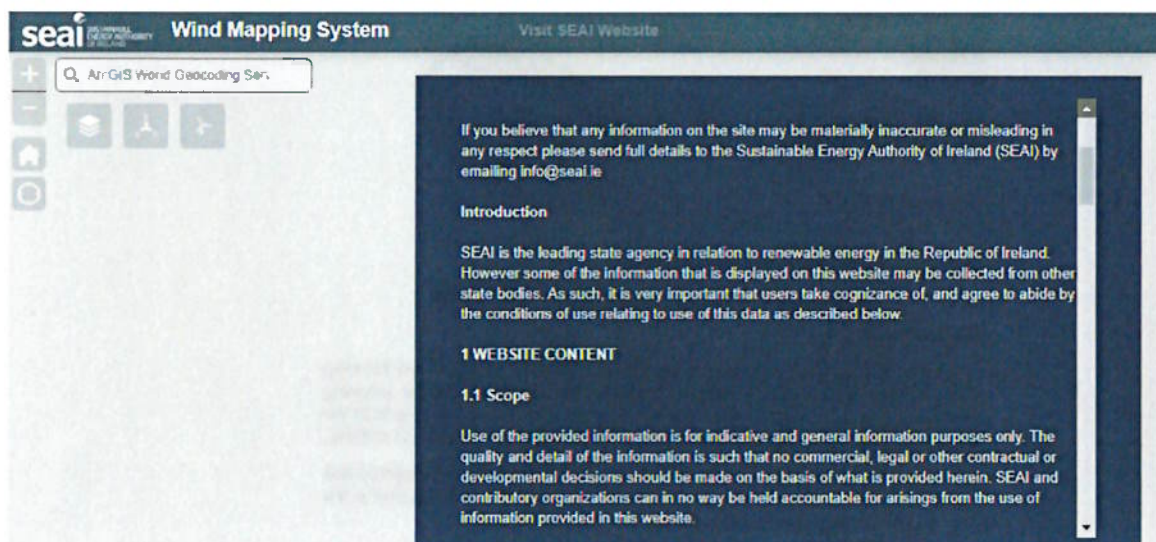 seai SUSTAINABLE ENERGY AUTHORITY OF IRELAND Wind Mapping System Visit SEAI Website
ArcGIS World Geocoding Ser
If you believe that any information on the site may be materially inaccurate or misleading in
any respect please send full details to the Sustainable Energy Authority of Ireland (SEAI) by
emailing info@seai.ie
Introduction
SEAI is the leading state agency in relation to renewable energy in the Republic of Ireland.
However some of the information that is displayed on this website may be collected from other
state bodies. As such, it is very important that users take cognizance of, and agree to abide by
the conditions of use relating to use of this data as described below.
1 WEBSITE CONTENT
1.1 Scope
Use of the provided information is for indicative and general information purposes only. The
quality and detail of the information is such that no commercial, legal or other contractual or
developmental decisions should be made on the basis of what is provided herein. SEAI and
contributory organizations can in no way be held accountable for arisings from the use of
information provided in this website.